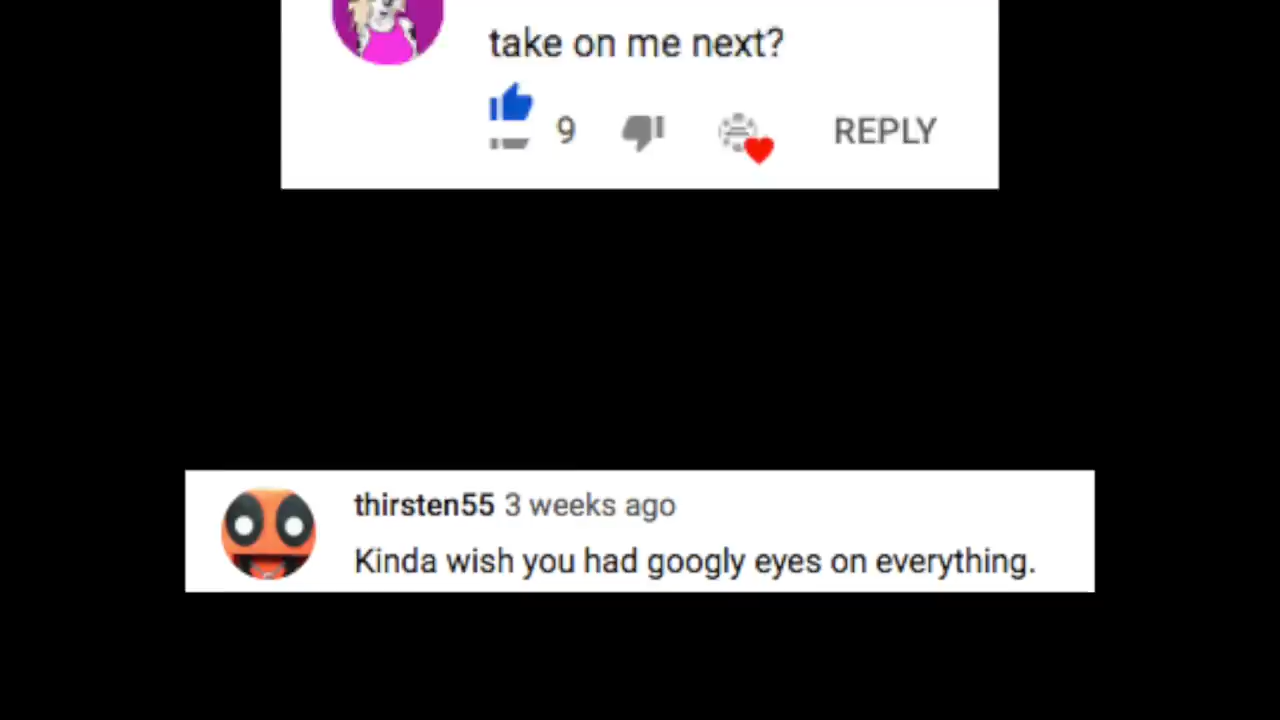 take on me next?
9 REPLY
thirsten55 3 weeks ago
Kinda wish you had googly eyes on everything.